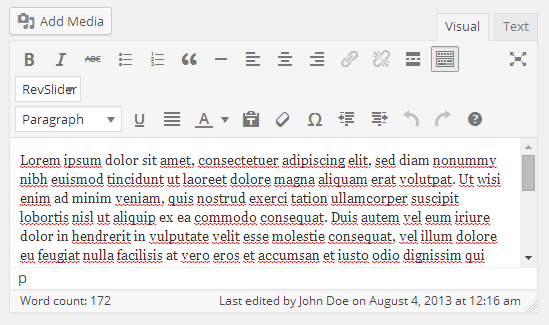 Add Media
Visual Text
B I ABC
RevSlider
Paragraph U A Ω
Lorem ipsum dolor sit amet, consectetuer adipiscing elit, sed diam nonummy
nibh euismod tincidunt ut laoreet dolore magna aliquam erat volutpat. Ut wisi
enim ad minim veniam, quis nostrud exerci tation ullamcorper suscipit
lobortis nisl ut aliquip ex ea commodo consequat. Duis autem vel eum iriure
dolor in hendrerit in vulputate velit esse molestie consequat, vel illum dolore
eu feugiat nulla facilisis at vero eros et accumsan et iusto odio dignissim qui
p
Word count: 172 Last edited by John Doe on August 4, 2013 at 12:16 am